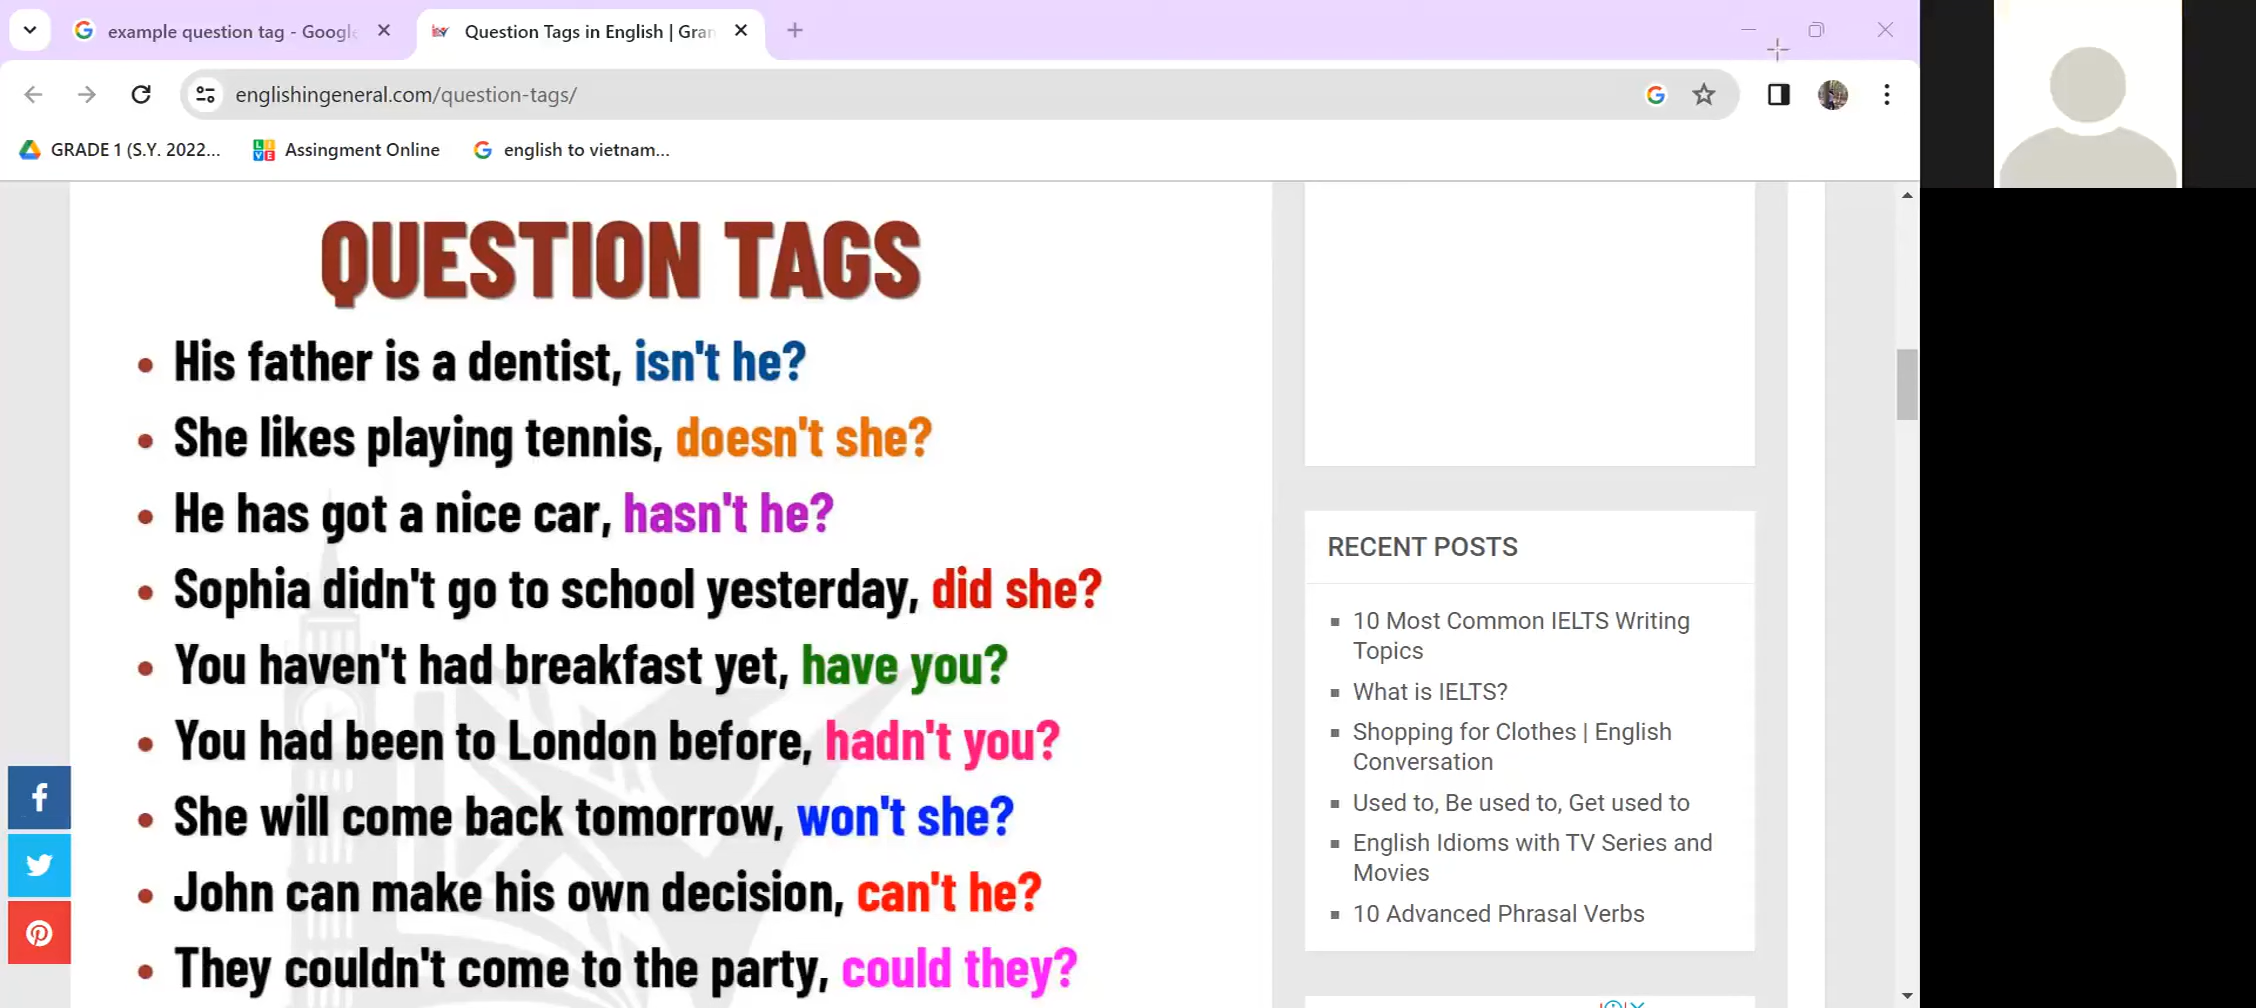 example question tag - Googl
Question Tags in English | Gran
englishingeneral.com/question-tags/
GRADE 1 (S.Y. 2022...
Assingment Online
english to vietnam...
QUESTION TAGS
• His father is a dentist, isn't he?
• She likes playing tennis, doesn't she?
• He has got a nice car, hasn't he?
• Sophia didn't go to school yesterday, did she?
• You haven't had breakfast yet, have you?
• You had been to London before, hadn't you?
• She will come back tomorrow, won't she?
• John can make his own decision, can't he?
• They couldn't come to the party, could they?
RECENT POSTS
10 Most Common IELTS Writing
Topics
What is IELTS?
Shopping for Clothes | English
Conversation
Used to, Be used to, Get used to
English Idioms with TV Series and
Movies
10 Advanced Phrasal Verbs